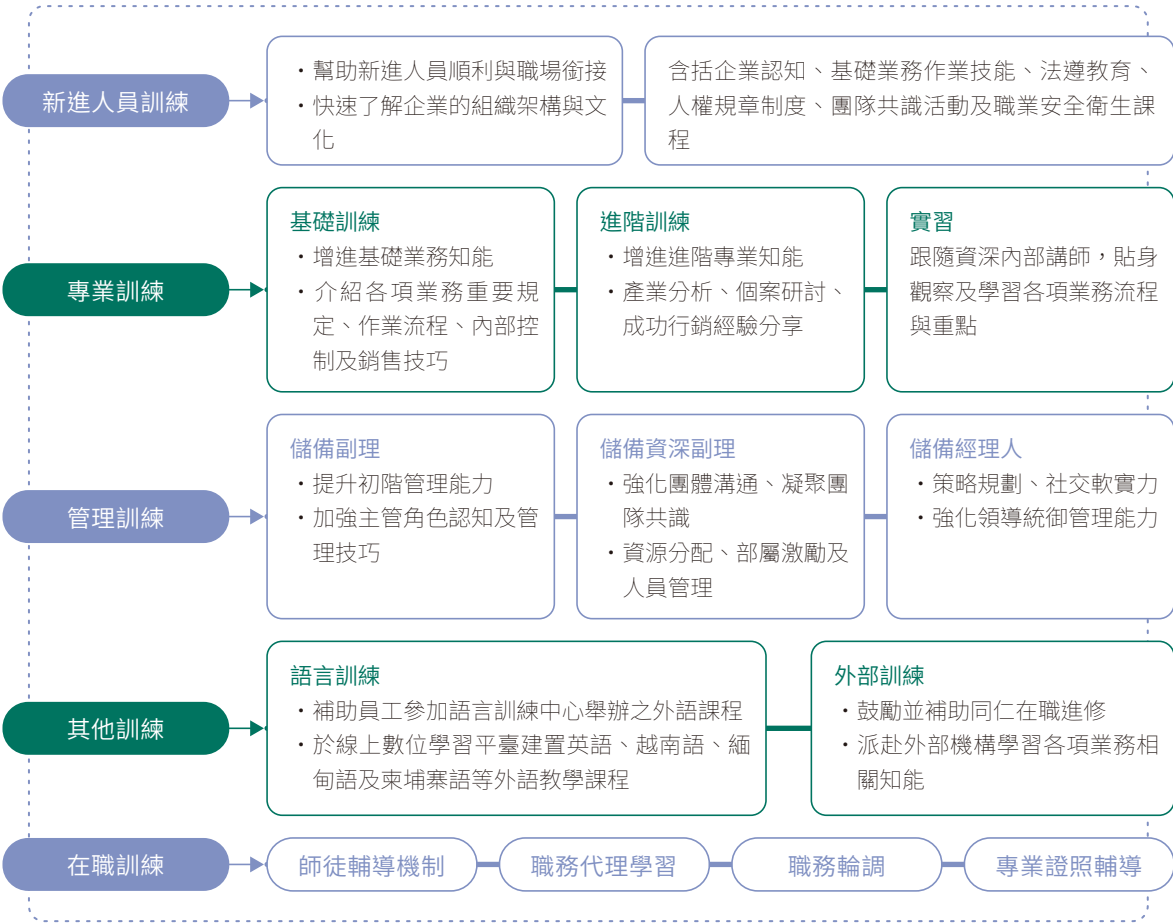 新進人員訓練
・幫助新進人員順利與職場銜接
・快速了解企業的組織架構與文
化
含括企業認知、基礎業務作業技能、法遵教育、
人權規章制度、團隊共識活動及職業安全衛生課
程
專業訓練
基礎訓練
・增進基礎業務知能
・介紹各項業務重要規
定、作業流程、內部控
制及銷售技巧
進階訓練
・增進進階專業知能
・產業分析、個案研討、
成功行銷經驗分享
實習
跟隨資深內部講師，貼身
觀察及學習各項業務流程
與重點
管理訓練
儲備副理
・提升初階管理能力
・加強主管角色認知及管
理技巧
儲備資深副理
・強化團體溝通、凝聚團
隊共識
・資源分配、部屬激勵及
人員管理
儲備經理人
・策略規劃、社交軟實力
・強化領導統御管理能力
其他訓練
語言訓練
・補助員工參加語言訓練中心舉辦之外語課程
・於線上數位學習平臺建置英語、越南語、緬
甸語及柬埔寨語等外語教學課程
外部訓練
・鼓勵並補助同仁在職進修
・派赴外部機構學習各項業務相
關知能
在職訓練
師徒輔導機制
職務代理學習
職務輪調
專業證照輔導